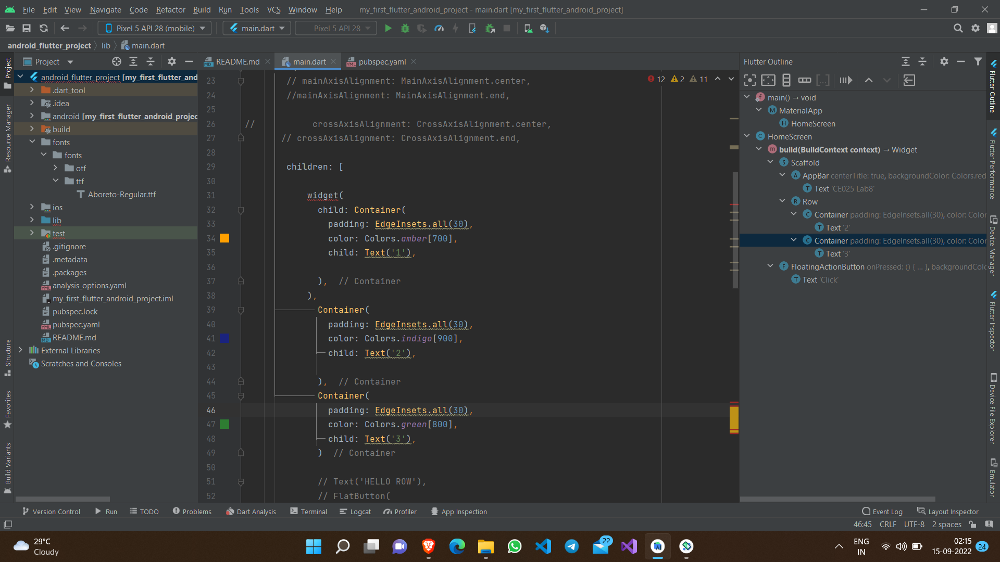 File Edit View Navigate Code Refactor Build Run Tools VCS Window Help my_first_flutter_android_project - main.dart [my_first_flutter_android_project]
Pixel 5 API 28 (mobile) main.dart Pixel 5 API 28
android_flutter_project lib main.dart
Project
README.md main.dart pubspec.yaml
Flutter Outline
android_flutter_project [my_first_flutter_and
.dart_tool
.idea
android [my_first_flutter_android_projec
build
fonts
fonts
otf
ttf
Aboreto-Regular.ttf
ios
lib
test
.gitignore
.metadata
.packages
analysis_options.yaml
my_first_flutter_android_project.iml
pubspec.lock
pubspec.yaml
README.md
External Libraries
Scratches and Consoles
Project
Resource Manager
Structure
Favorites
Build Variants
12 2 11
23 // mainAxisAlignment: MainAxisAlignment.center,
24 //mainAxisAlignment: MainAxisAlignment.end,
25
26 // crossAxisAlignment: CrossAxisAlignment.center,
27 // crossAxisAlignment: CrossAxisAlignment.end,
28
29 children: [
30
31 widget(
32 child: Container(
33 padding: EdgeInsets.all(30),
34 color: Colors.amber[700],
35 child: Text('1'),
36
37 ), // Container
38 ),
39 Container(
40 padding: EdgeInsets.all(30),
41 color: Colors.indigo[900],
42 child: Text('2'),
43
44 ), // Container
45 Container(
46 padding: EdgeInsets.all(30),
47 color: Colors.green[800],
48 child: Text('3'),
49 ) // Container
50
51 // Text('HELLO ROW'),
52 // FlatButton(
main() → void
MaterialApp
HomeScreen
HomeScreen
build(BuildContext context) → Widget
Scaffold
AppBar centerTitle: true, backgroundColor: Colors.red
Text 'CE025 Lab8'
Row
Container padding: EdgeInsets.all(30), color: Color
Text '2'
Container padding: EdgeInsets.all(30), color: Color
Text '3'
FloatingActionButton onPressed: () { ... }, backgroundColo
Text 'Click'
Flutter Outline
Flutter Performance
Device Manager
Flutter Inspector
Device File Explorer
Emulator
Version Control Run TODO Problems Dart Analysis Terminal Logcat Profiler App Inspection Event Log Layout Inspector
46:45 CRLF UTF-8 2 spaces
29°C
Cloudy
22
ENG
IN
02:15
15-09-2022
24